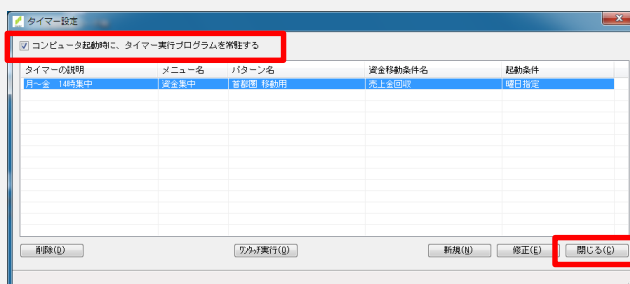 タイマー設定
コンピュータ起動時に、タイマー実行プログラムを常駐する
タイマーの説明 メニュー名 パターン名 資金移動条件名 起動条件
月～金 14時集中 資金集中 首都圏 移動用 売上金回収 曜日指定
削除(D) ワンタッチ実行(O) 新規(N) 修正(E) 閉じる(C)